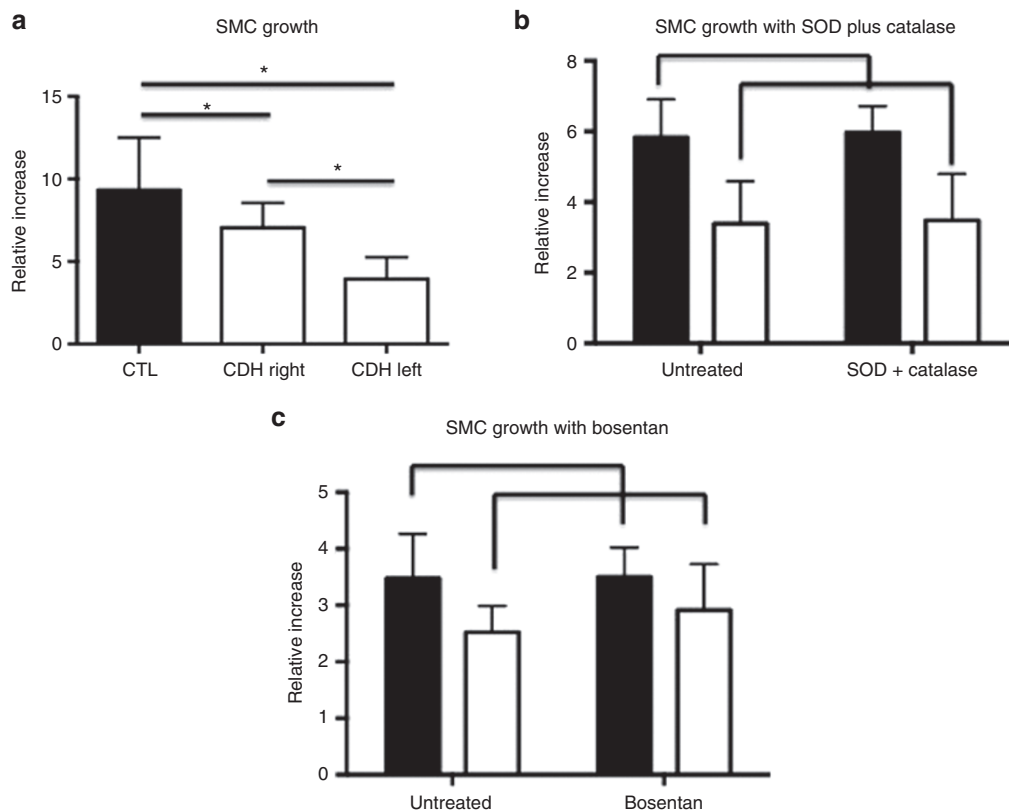 a
SMC growth
*
*
*
15
10
5
0
Relative increase
CTL CDH right CDH left
b
SMC growth with SOD plus catalase
8
6
4
2
0
Relative increase
Untreated SOD + catalase
c
SMC growth with bosentan
5
4
3
2
1
0
Relative increase
Untreated Bosentan